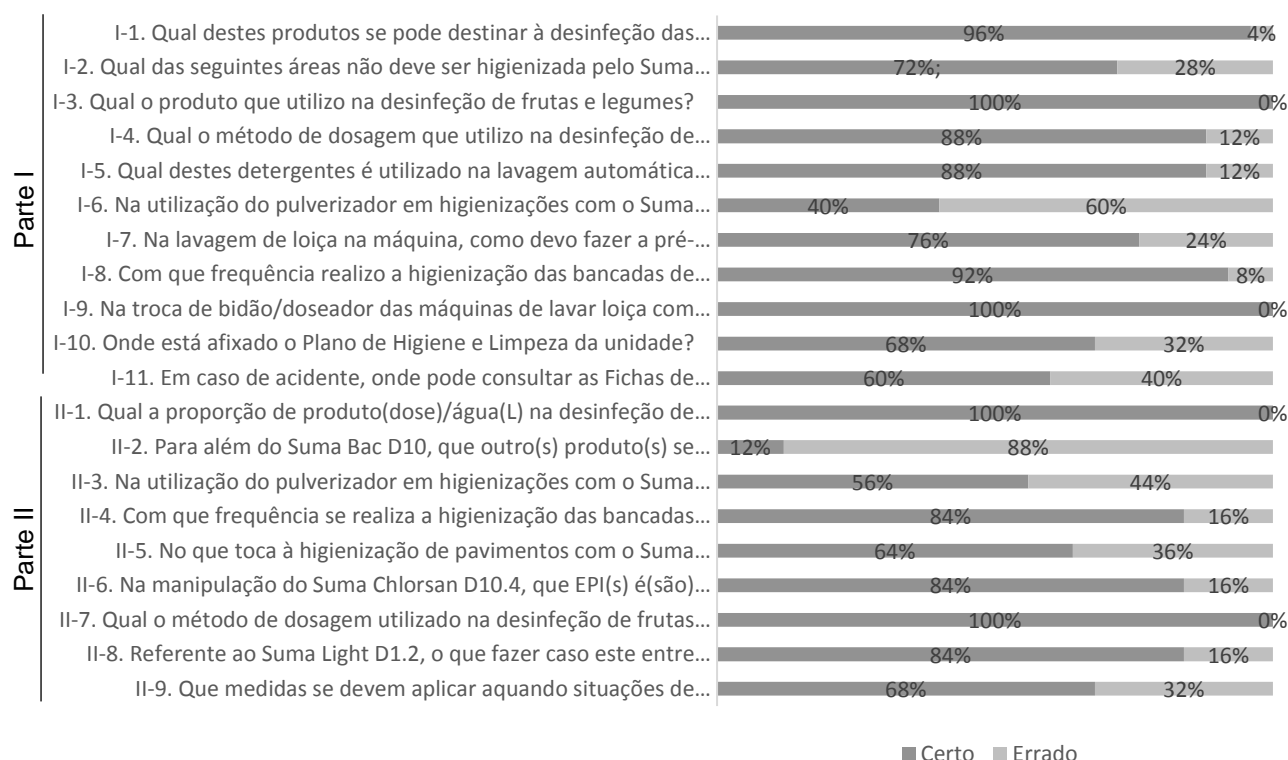 Parte I
I-1. Qual destes produtos se pode destinar à desinfeção das... 96% 4%
I-2. Qual das seguintes áreas não deve ser higienizada pelo Suma... 72%; 28%
I-3. Qual o produto que utilizo na desinfeção de frutas e legumes? 100% 0%
I-4. Qual o método de dosagem que utilizo na desinfeção de... 88% 12%
I-5. Qual destes detergentes é utilizado na lavagem automática... 88% 12%
I-6. Na utilização do pulverizador em higienizações com o Suma... 40% 60%
I-7. Na lavagem de loiça na máquina, como devo fazer a pré-... 76% 24%
I-8. Com que frequência realizo a higienização das bancadas de... 92% 8%
I-9. Na troca de bidão/doseador das máquinas de lavar loiça com... 100% 0%
I-10. Onde está afixado o Plano de Higiene e Limpeza da unidade? 68% 32%
I-11. Em caso de acidente, onde pode consultar as Fichas de... 60% 40%
Parte II
II-1. Qual a proporção de produto(dose)/água(L) na desinfeção de... 100% 0%
II-2. Para além do Suma Bac D10, que outro(s) produto(s) se... 12% 88%
II-3. Na utilização do pulverizador em higienizações com o Suma... 56% 44%
II-4. Com que frequência se realiza a higienização das bancadas... 84% 16%
II-5. No que toca à higienização de pavimentos com o Suma... 64% 36%
II-6. Na manipulação do Suma Chlorsan D10.4, que EPI(s) é(são)... 84% 16%
II-7. Qual o método de dosagem utilizado na desinfeção de frutas... 100% 0%
II-8. Referente ao Suma Light D1.2, o que fazer caso este entre... 84% 16%
II-9. Que medidas se devem aplicar aquando situações de... 68% 32%
Certo Errado